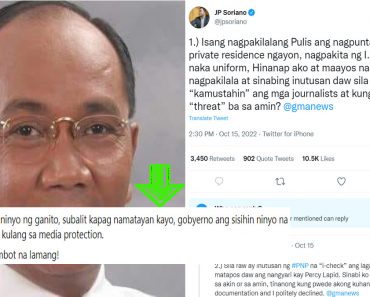 ninyo ng ganito, subalit kapag namatayan kayo, gobyerno ang sisihin ninyo na
kulang sa media protection.
mbot na lamang!
JP Soriano
@jpsoriano
1.) Isang nagpakilalang Pulis ang nagpunta
private residence ngayon, nagpakita ng I.
naka uniform, Hinanap ako at maayos na
nagpakilala at sinabing inutusan daw sil
"kamustahin" ang mga journalists at kung
"threat" ba sa amin? @gmanews
Translate Tweet
2:30 PM · Oct 15, 2022 · Twitter for iPhone
3,450 Retweets 902 Quote Tweets 10.5K Likes
mentioned can reply
Oct 15
2.) Sila raw ay inutusan ng #PNP na "i-check" ang lag
matapos daw ang nangyari kay Percy Lapid. Sinabi ko
sa akin or sa amin, tinanong kung pwede akong kuhan
documentation and I politely declined. @gmanews